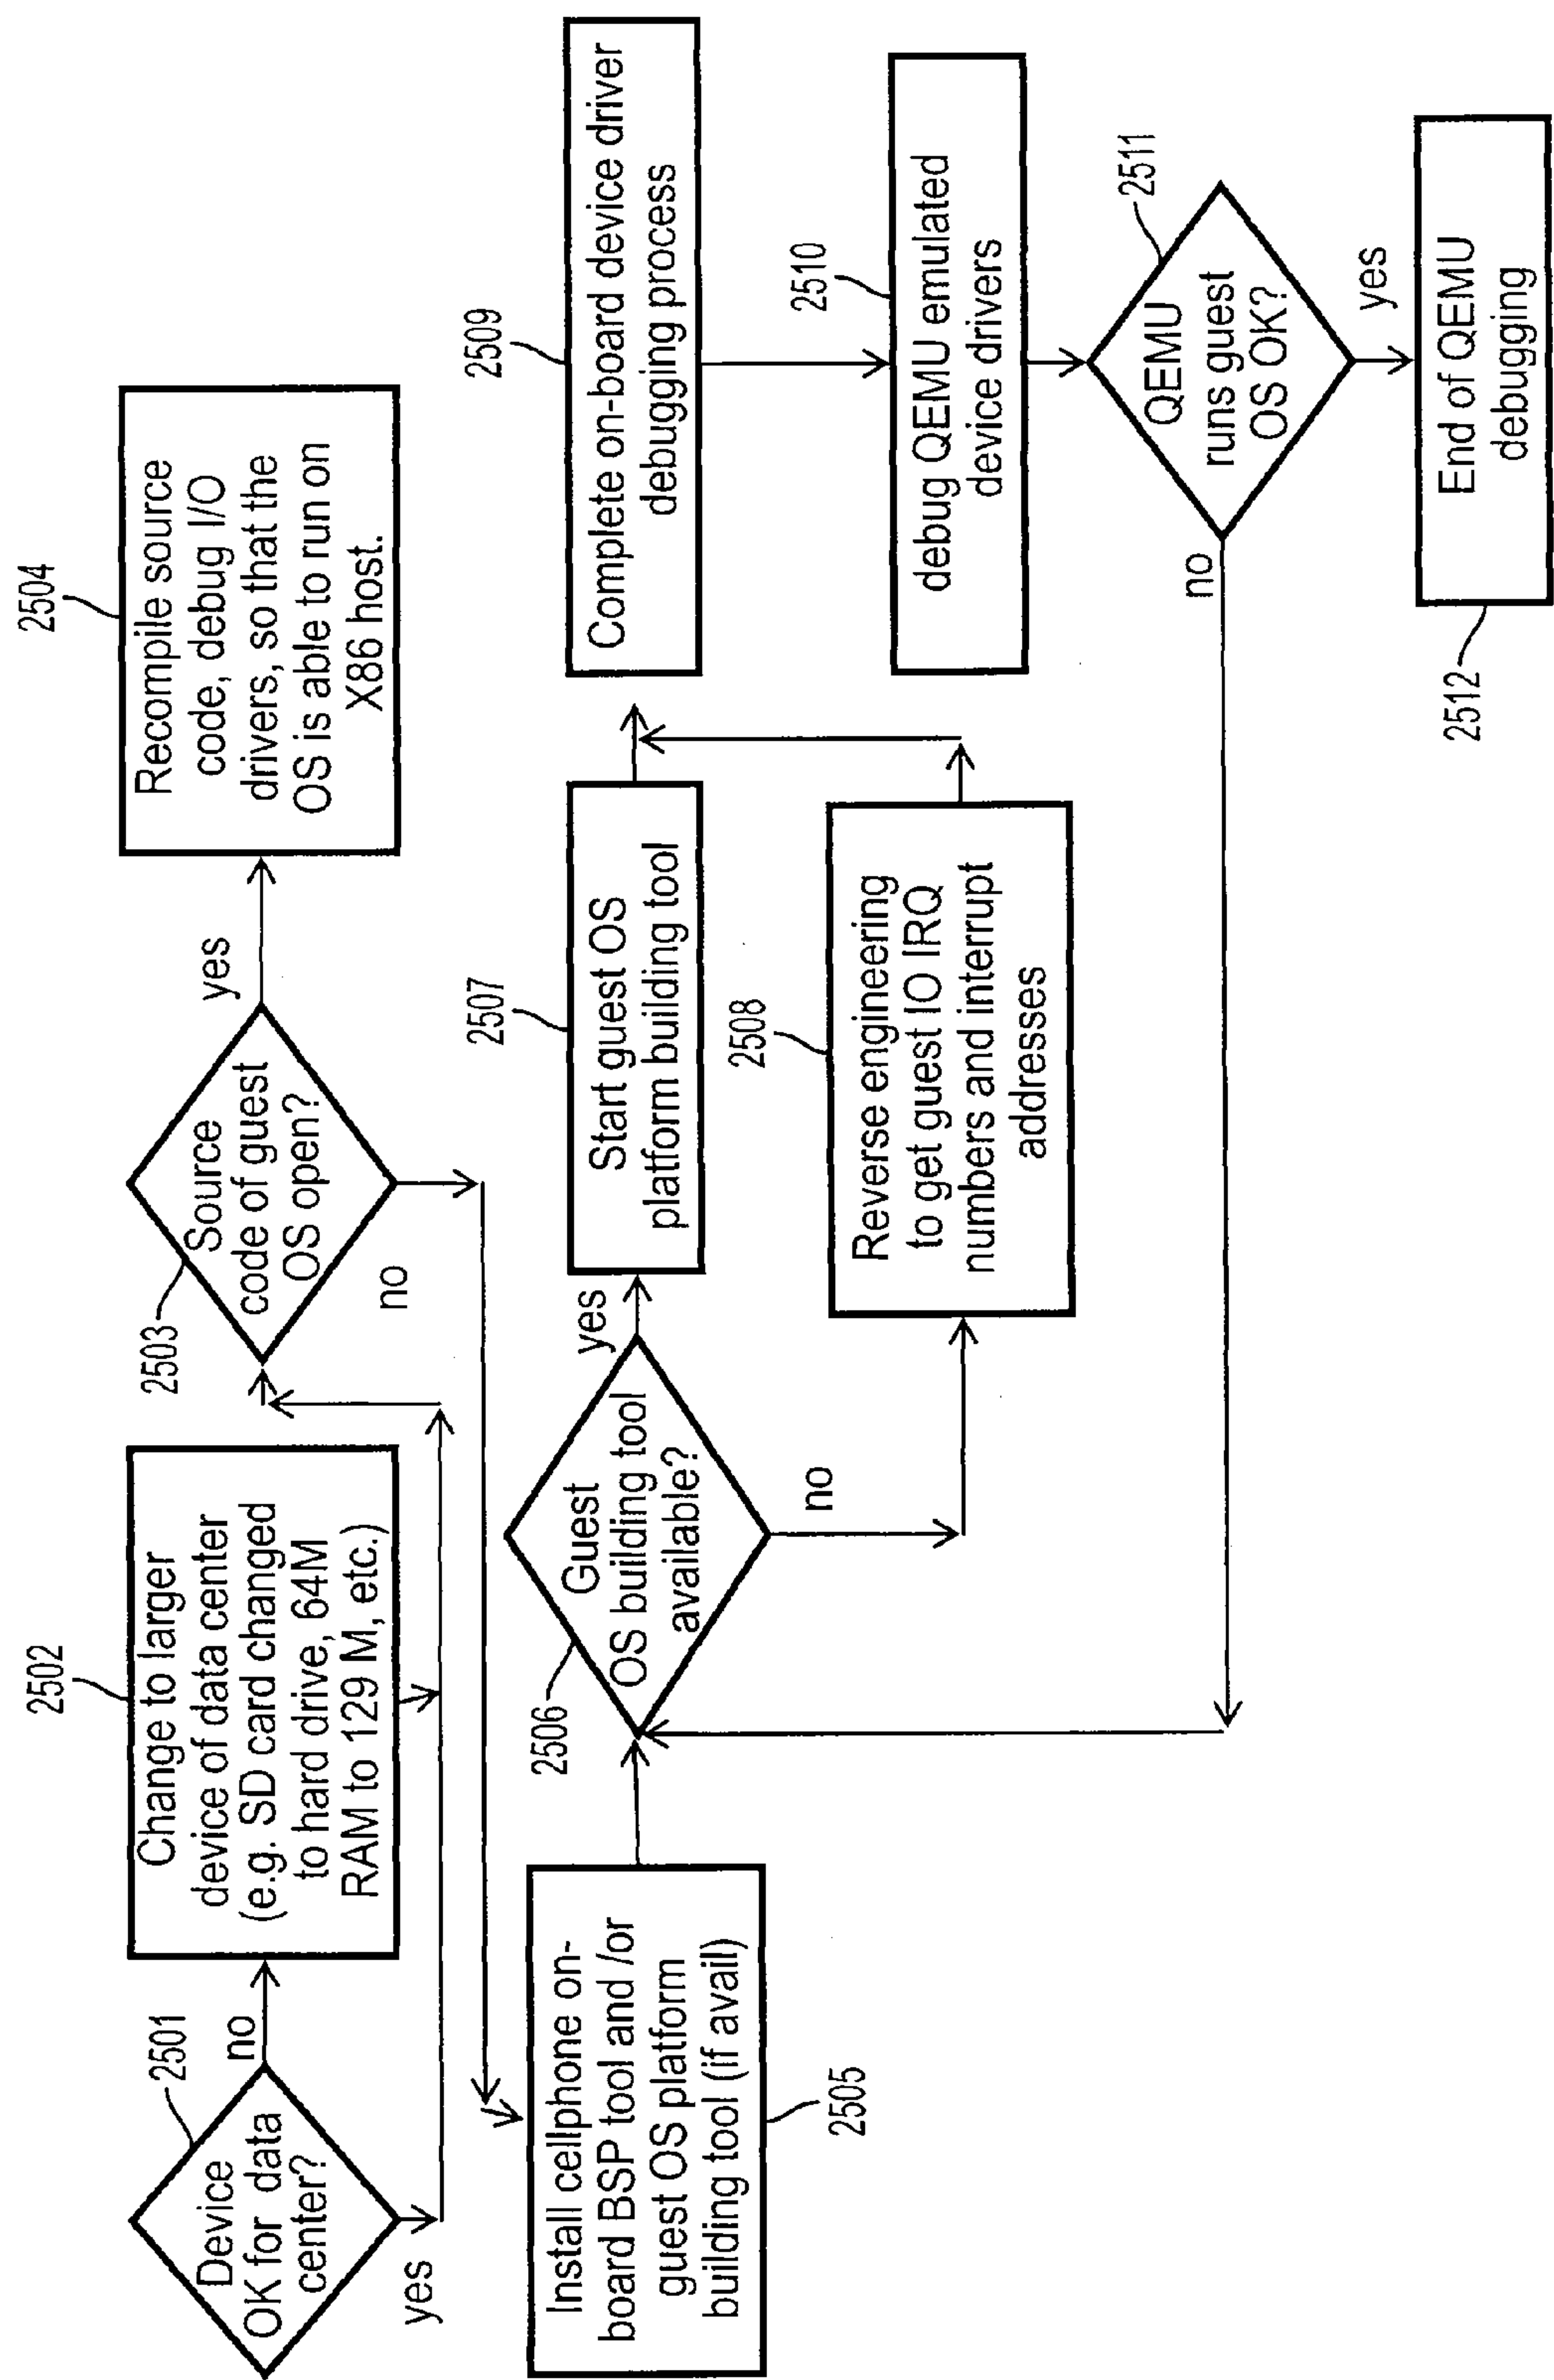 2501
Device
OK for data
center?
no
yes
2502
Change to larger
device of data center
(e.g. SD card changed
to hard drive, 64M
RAM to 129 M, etc.)
2503
Source
code of guest
OS open?
yes
no
2504
Recompile source
code, debug I/O
drivers, so that the
OS is able to run on
X86 host.
Install cellphone on-
board BSP tool and /or
guest OS platform
building tool (if avail)
2505
2506
Guest
OS building tool
available?
yes
no
2507
Start guest OS
platform building tool
2508
Reverse engineering
to get guest IO IRQ
numbers and interrupt
addresses
2509
Complete on-board device driver
debugging process
2510
debug QEMU emulated
device drivers
2511
QEMU
runs guest
OS OK?
no
yes
End of QEMU
debugging
2512